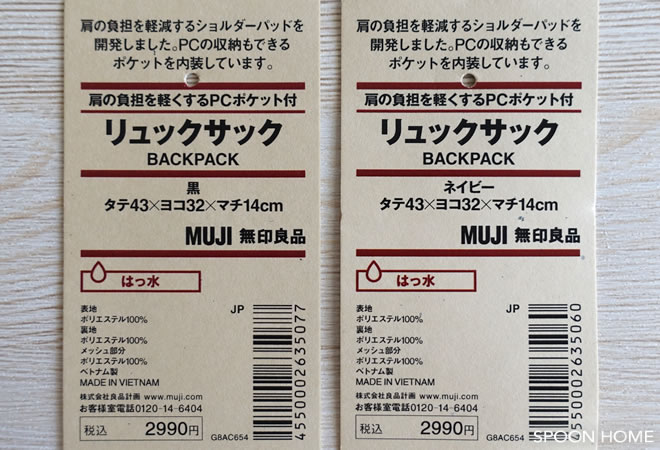 肩の負担を軽減するショルダーパッドを
開発しました。PCの収納もできる
ポケットを内装しています。
肩の負担を軽くするPCポケット付
リュックサック
BACKPACK
黒
タテ43×ヨコ32×マチ14cm
MUJI 無印良品
はっ水
JP
表地
ポリエステル100%
裏地
ポリエステル100%
メッシュ部分
ポリエステル100%
ベトナム製
MADE IN VIETNAM
株式会社良品計画 www.muji.com
お客様室電話0120-14-6404
税込 2990円
G8AC654
4550002635077
肩の負担を軽減するショルダーパッドを
開発しました。PCの収納もできる
ポケットを内装しています。
肩の負担を軽くするPCポケット付
リュックサック
BACKPACK
ネイビー
タテ43×ヨコ32×マチ14cm
MUJI 無印良品
はっ水
JP
表地
ポリエステル100%
裏地
ポリエステル100%
メッシュ部分
ポリエステル100%
ベトナム製
MADE IN VIETNAM
株式会社良品計画 www.muji.com
お客様室電話0120-14-6404
税込 2990円
G8AC654
4550002635060
SPOON HOME